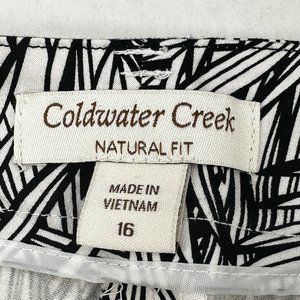 Coldwater Creek
NATURAL FIT
MADE IN
VIETNAM
16